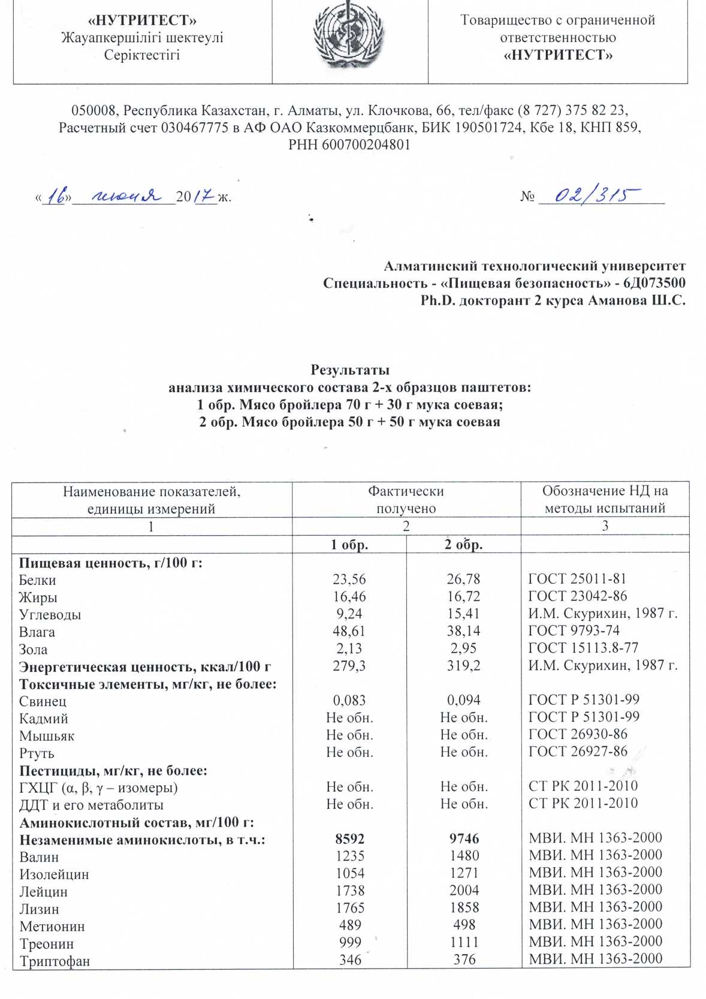 «НУТРИТЕСТ»
Жауапкершілігі шектеулі
Серіктестігі
Товарищество с ограниченной
ответственностью
«НУТРИТЕСТ»
050008, Республика Казахстан, г. Алматы, ул. Клочкова, 66, тел/факс (8 727) 375 82 23,
Расчетный счет 030467775 в АФ ОАО Казкоммерцбанк, БИК 190501724, Кбе 18, КНП 859,
РНН 600700204801
«16» июня 2017 ж. № 02/315
Алматинский технологический университет
Специальность - «Пищевая безопасность» - 6Д073500
Ph.D. докторант 2 курса Аманова Ш.С.
Результаты
анализа химического состава 2-х образцов паштетов:
1 обр. Мясо бройлера 70 г + 30 г мука соевая;
2 обр. Мясо бройлера 50 г + 50 г мука соевая
Наименование показателей, единицы измерений Фактически получено Обозначение НД на методы испытаний
1 2 3
1 обр. 2 обр.
Пищевая ценность, г/100 г:
Белки 23,56 26,78 ГОСТ 25011-81
Жиры 16,46 16,72 ГОСТ 23042-86
Углеводы 9,24 15,41 И.М. Скурихин, 1987 г.
Влага 48,61 38,14 ГОСТ 9793-74
Зола 2,13 2,95 ГОСТ 15113.8-77
Энергетическая ценность, ккал/100 г 279,3 319,2 И.М. Скурихин, 1987 г.
Токсичные элементы, мг/кг, не более:
Свинец 0,083 0,094 ГОСТ Р 51301-99
Кадмий Не обн. Не обн. ГОСТ Р 51301-99
Мышьяк Не обн. Не обн. ГОСТ 26930-86
Ртуть Не обн. Не обн. ГОСТ 26927-86
Пестициды, мг/кг, не более:
ГХЦГ (α, β, γ – изомеры) Не обн. Не обн. СТ РК 2011-2010
ДДТ и его метаболиты Не обн. Не обн. СТ РК 2011-2010
Аминокислотный состав, мг/100 г:
Незаменимые аминокислоты, в т.ч.: 8592 9746 МВИ. МН 1363-2000
Валин 1235 1480 МВИ. МН 1363-2000
Изолейцин 1054 1271 МВИ. МН 1363-2000
Лейцин 1738 2004 МВИ. МН 1363-2000
Лизин 1765 1858 МВИ. МН 1363-2000
Метионин 489 498 МВИ. МН 1363-2000
Треонин 999 1111 МВИ. МН 1363-2000
Триптофан 346 376 МВИ. МН 1363-2000